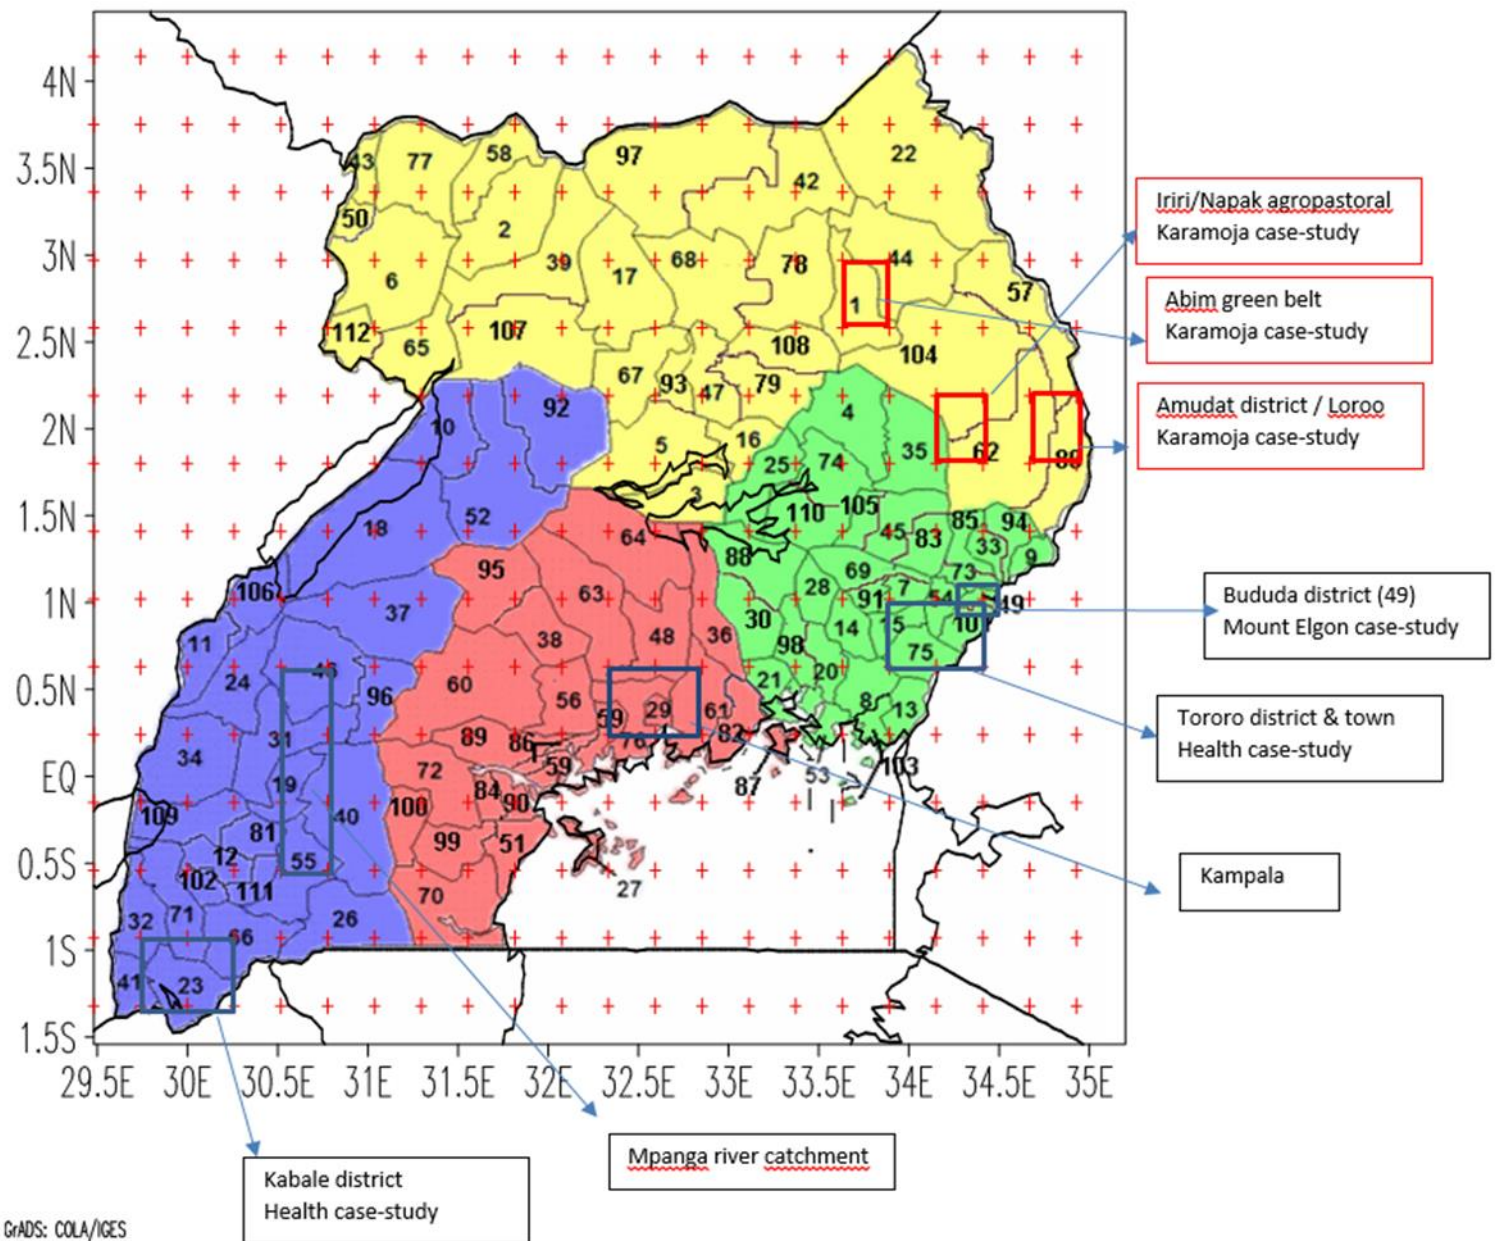 4N
3.5N
3N
2.5N
2N
1.5N
1N
0.5N
EQ
0.5S
1S
1.5S
29.5E 30E 30.5E 31E 31.5E 32E 32.5E 33E 33.5E 34E 34.5E 35E
43 77 58 97 42 22
50 2
6 39 17 68 78 44 57
1
112 65 107 108 104
67 93 47 79
10 92 5 16 4 35 62
25 74
3
18 52 64 110 105 45 83 85 94
88 33 9
106 95 63 28 69 91 7 73 49
11 37 38 48 36 30 98 14 15 75
24 46 96 60 56 59 29 61 21 20 8 13
34 31 89 86 76 82
19 72 59 87 53 103
109 81 40 100 84 90
12 55 99 51
102 111 70 27
32 71 26
66
41 23
Iriri/Napak agropastoral
Karamoja case-study
Abim green belt
Karamoja case-study
Amudat district / Loroo
Karamoja case-study
Bududa district (49)
Mount Elgon case-study
Tororo district & town
Health case-study
Kampala
Mpanga river catchment
Kabale district
Health case-study
GrADS: COLA/IGES